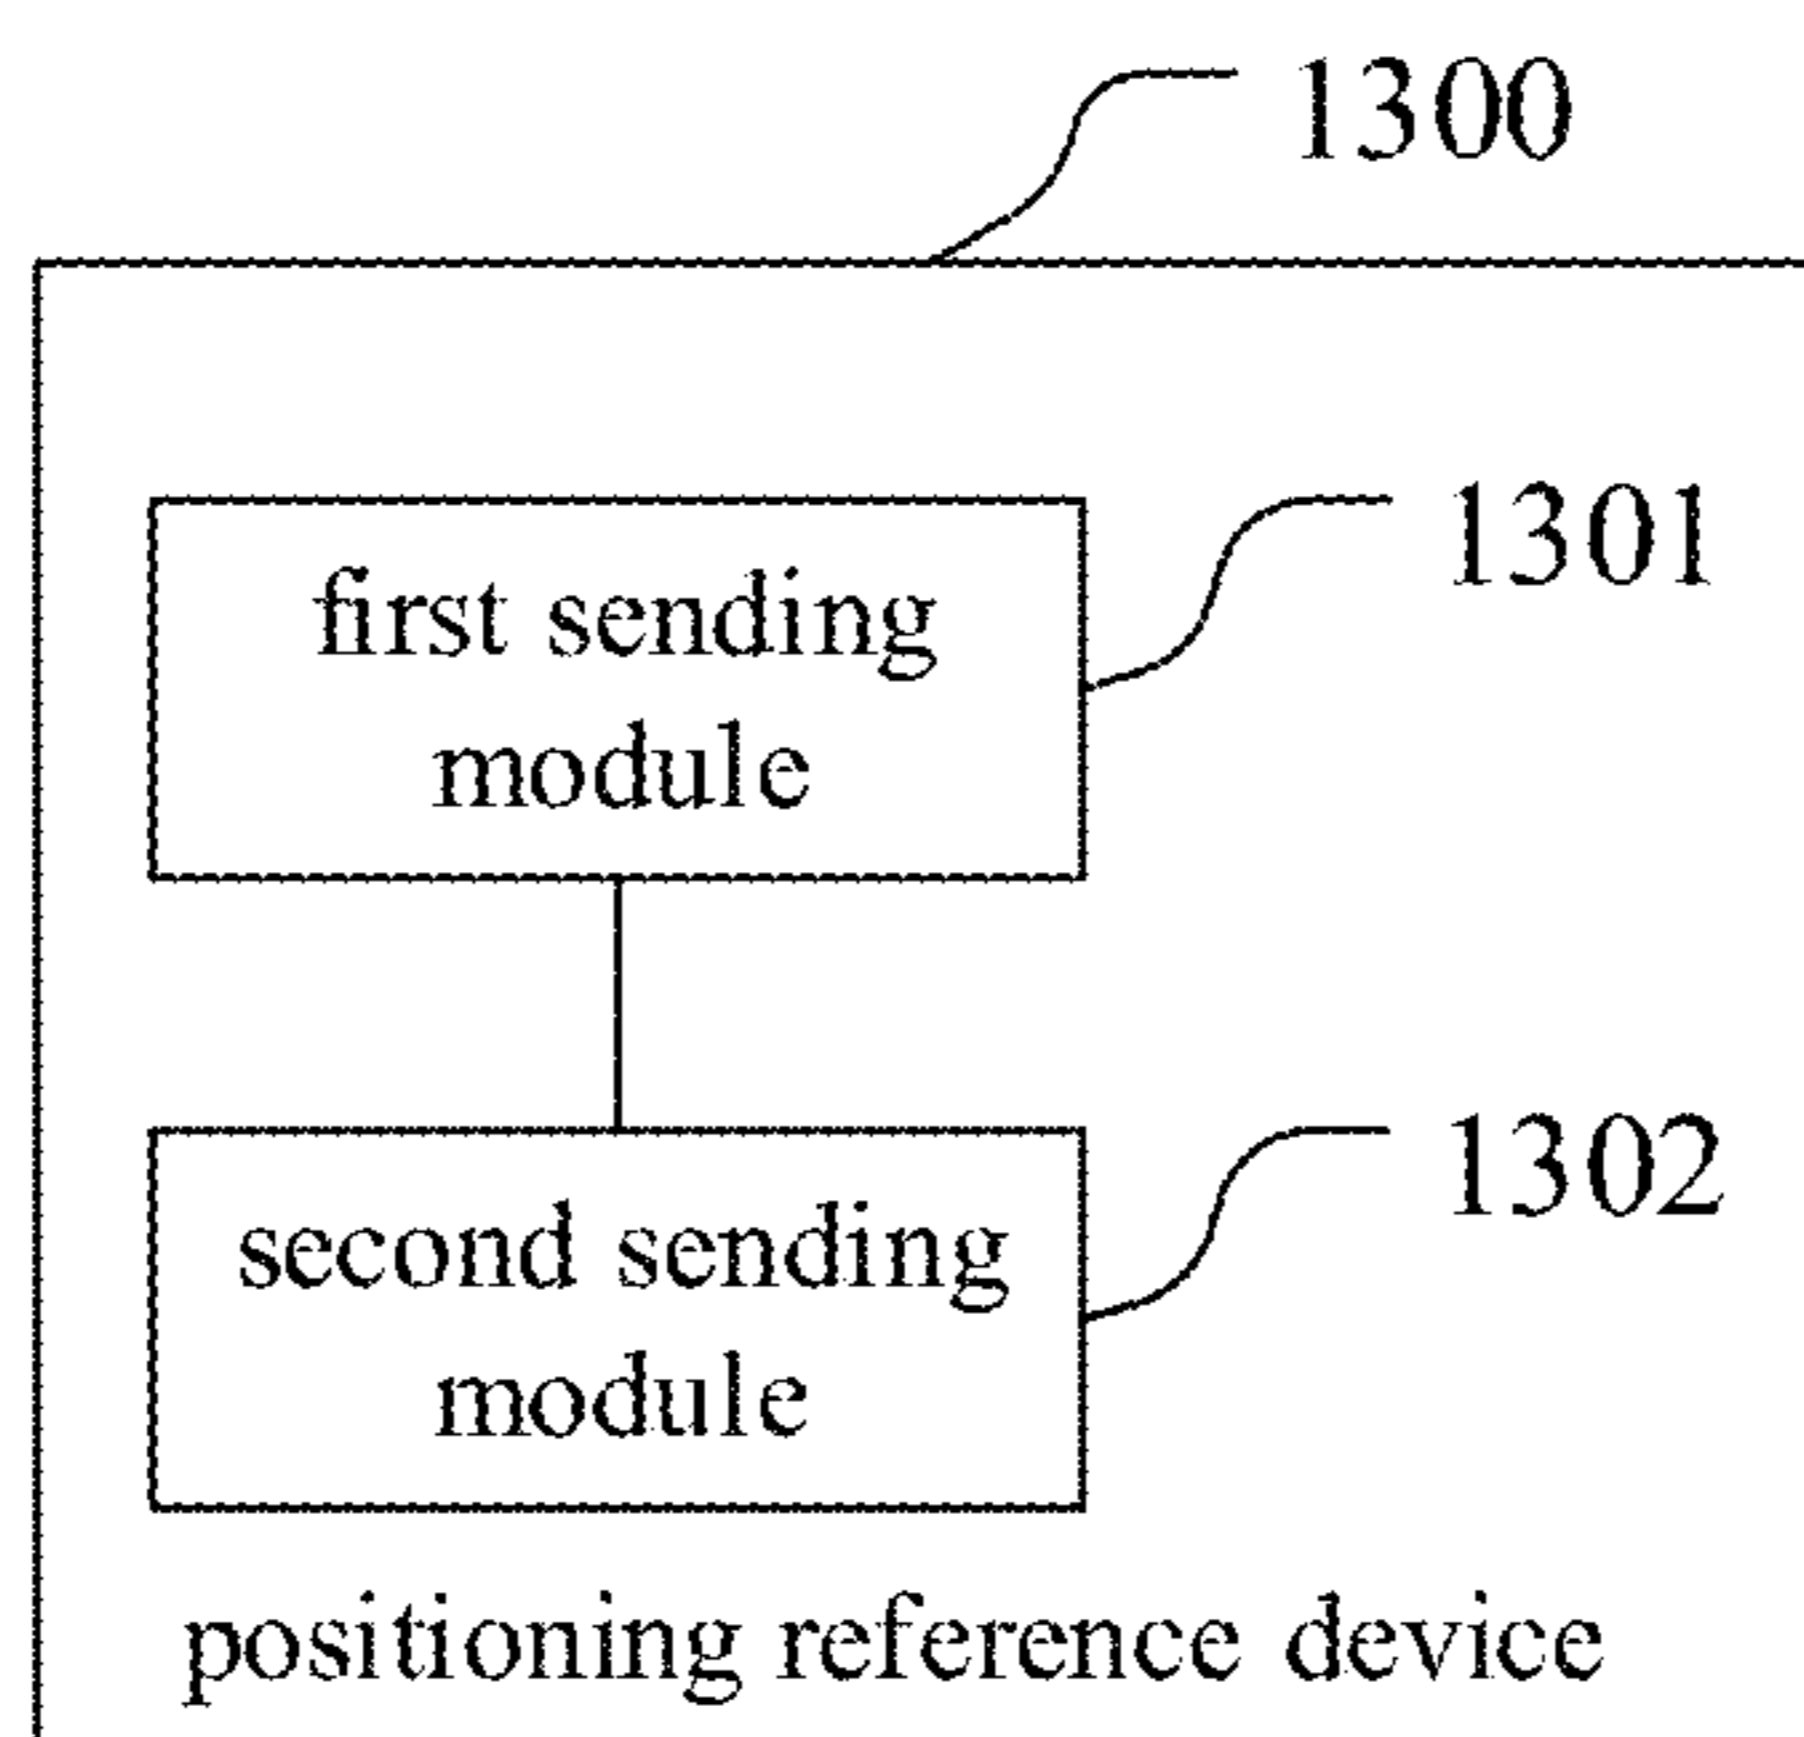 1300
first sending
module
1301
second sending
module
1302
positioning reference device